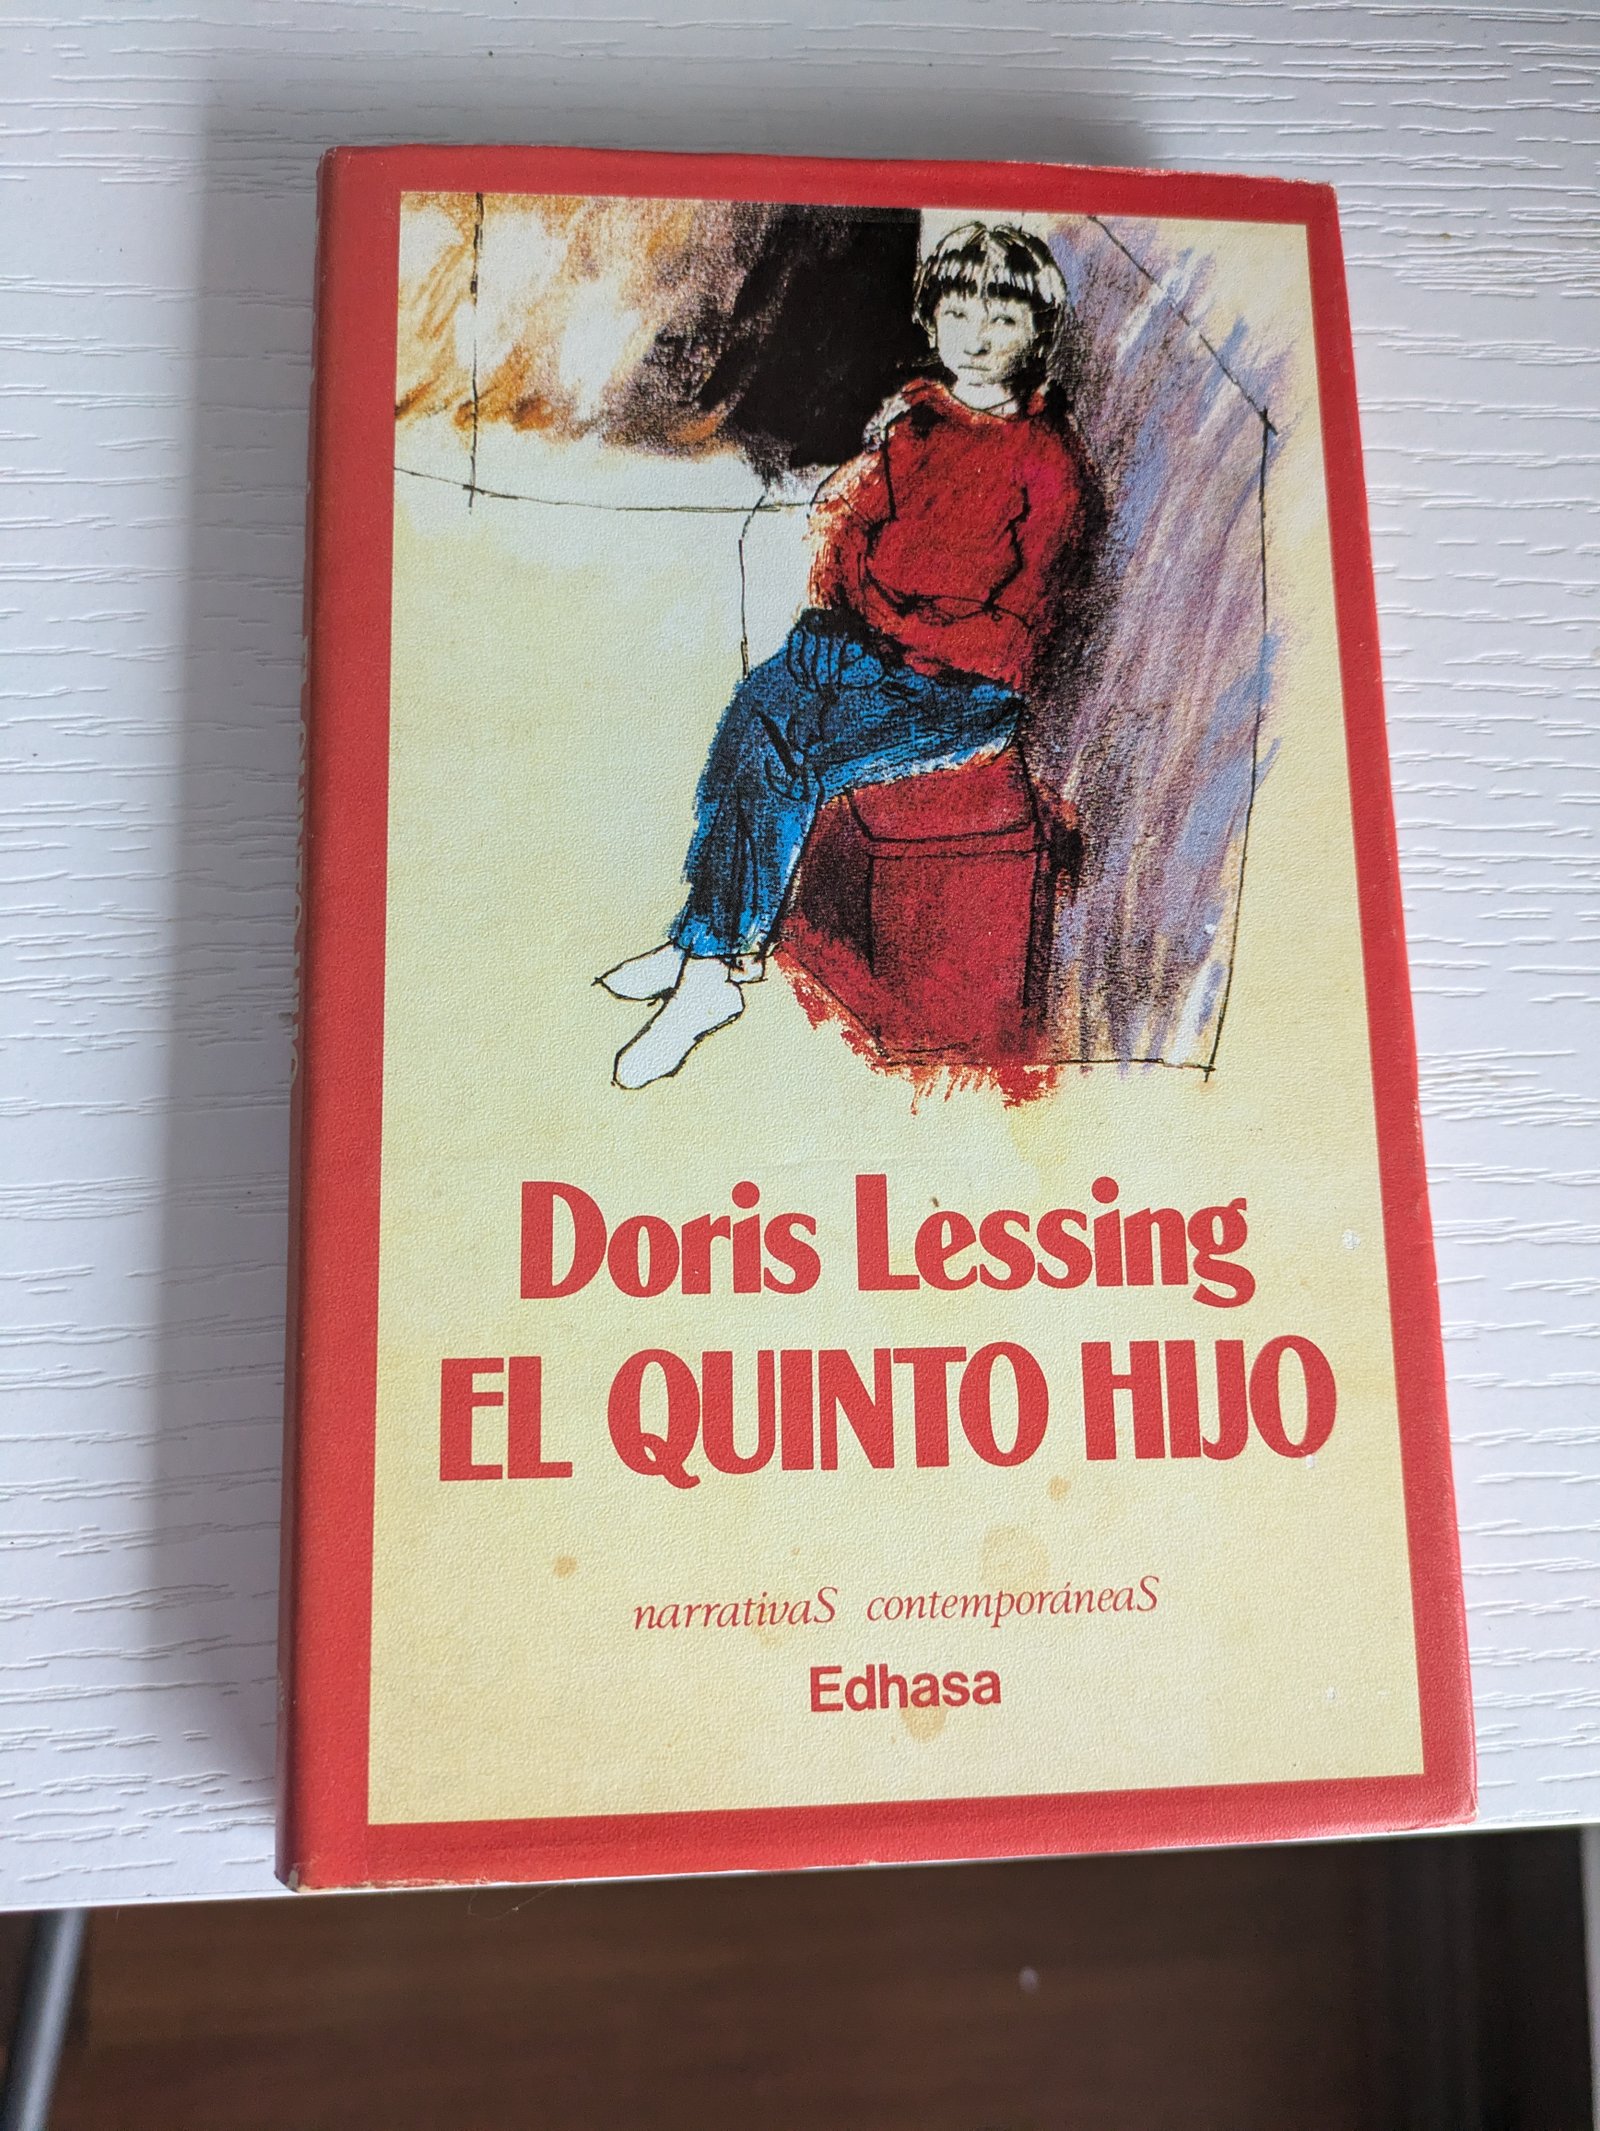 Doris Lessing
EL QUINTO HIJO
narrativaS contemporáneaS
Edhasa